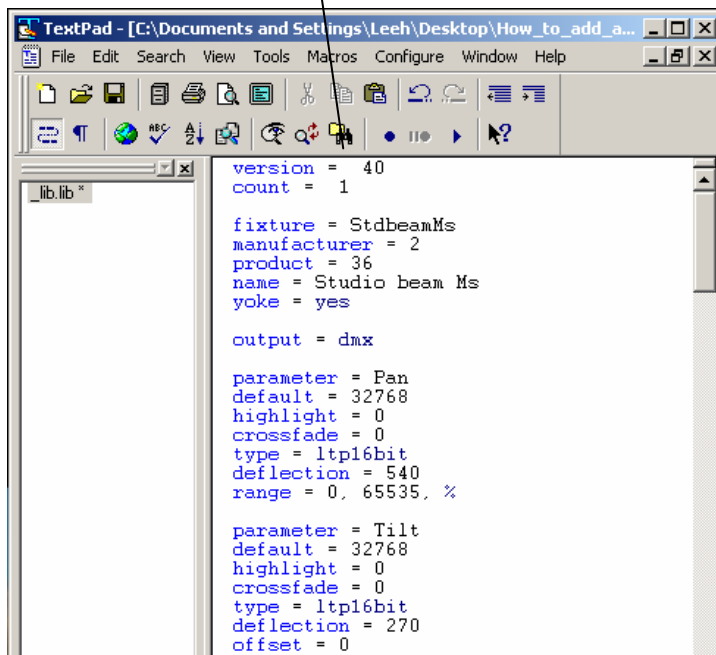 TextPad - [C:\Documents and Settings\Leeh\Desktop\How_to_add_a...
File Edit Search View Tools Macros Configure Window Help
_lib.lib *
version = 40
count = 1
fixture = StdbeamMs
manufacturer = 2
product = 36
name = Studio beam Ms
yoke = yes
output = dmx
parameter = Pan
default = 32768
highlight = 0
crossfade = 0
type = ltp16bit
deflection = 540
range = 0, 65535, %
parameter = Tilt
default = 32768
highlight = 0
crossfade = 0
type = ltp16bit
deflection = 270
offset = 0